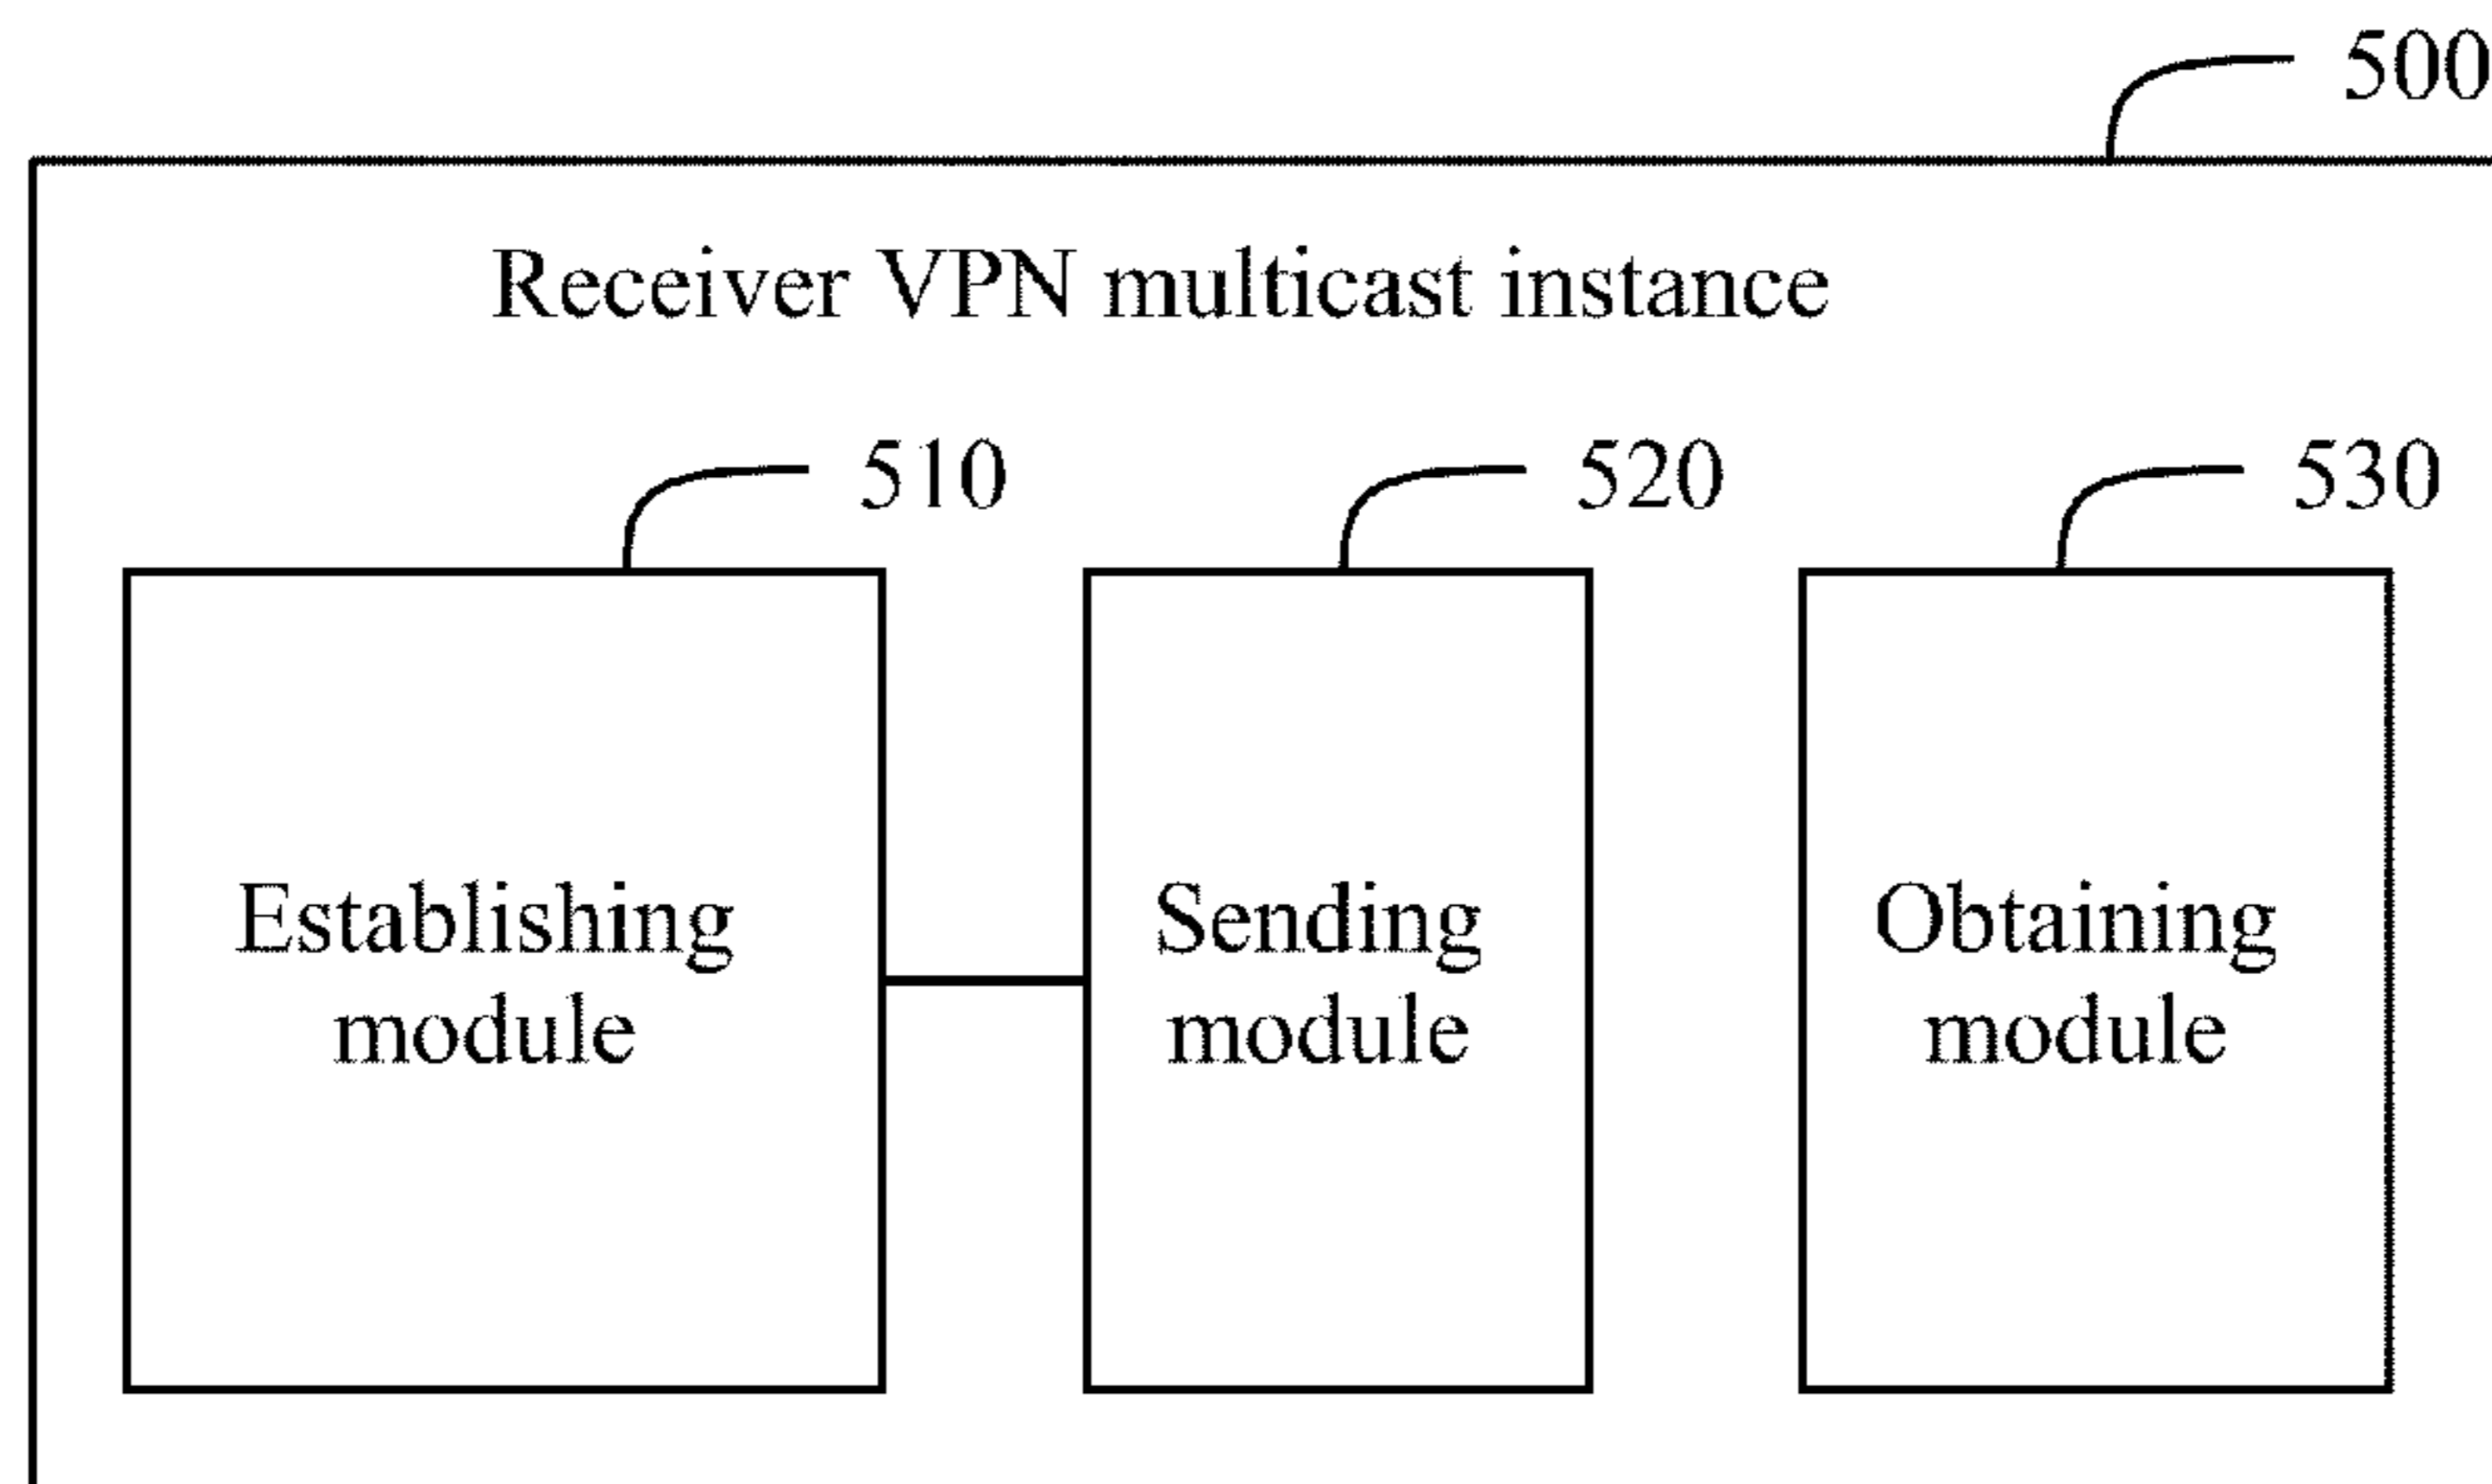 500
Receiver VPN multicast instance
510
520
530
Establishing
module
Sending
module
Obtaining
module